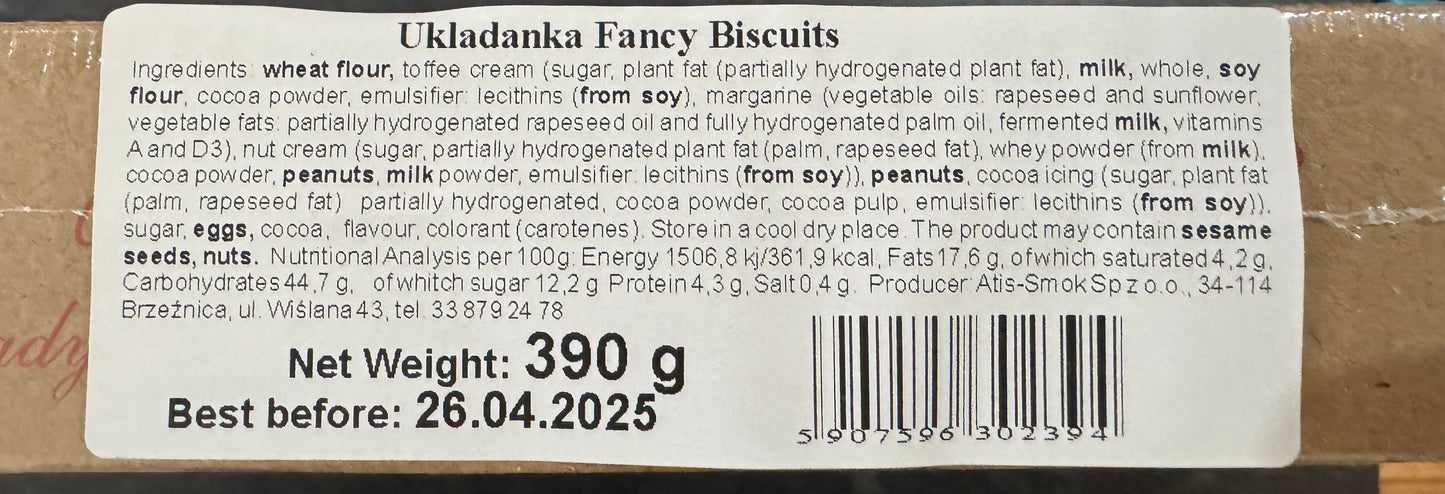 Ukladanka Fancy Biscuits
Ingredients: wheat flour, toffee cream (sugar, plant fat (partially hydrogenated plant fat), milk, whole, soy
flour, cocoa powder, emulsifier: lecithins (from soy), margarine (vegetable oils: rapeseed and sunflower,
vegetable fats: partially hydrogenated rapeseed oil and fully hydrogenated palm oil, fermented milk, vitamins
A and D3), nut cream (sugar, partially hydrogenated plant fat (palm, rapeseed fat), whey powder (from milk),
cocoa powder, peanuts, milk powder, emulsifier: lecithins (from soy)), peanuts, cocoa icing (sugar, plant fat
(palm, rapeseed fat) partially hydrogenated, cocoa powder, cocoa pulp, emulsifier: lecithins (from soy)),
sugar, eggs, cocoa, flavour, colorant (carotenes). Store in a cool dry place. The product may contain sesame
seeds, nuts. Nutritional Analysis per 100g: Energy 1506,8 kj/361,9 kcal, Fats 17,6 g, of which saturated 4,2 g,
Carbohydrates 44,7 g, of whitch sugar 12,2 g Protein 4,3 g, Salt 0,4 g. Producer: Atis-Smok Sp z o.o., 34-114
Brzeźnica, ul. Wiślana 43, tel. 33 879 24 78
Net Weight: 390 g
Best before: 26.04.2025
5 907596 302394
ady